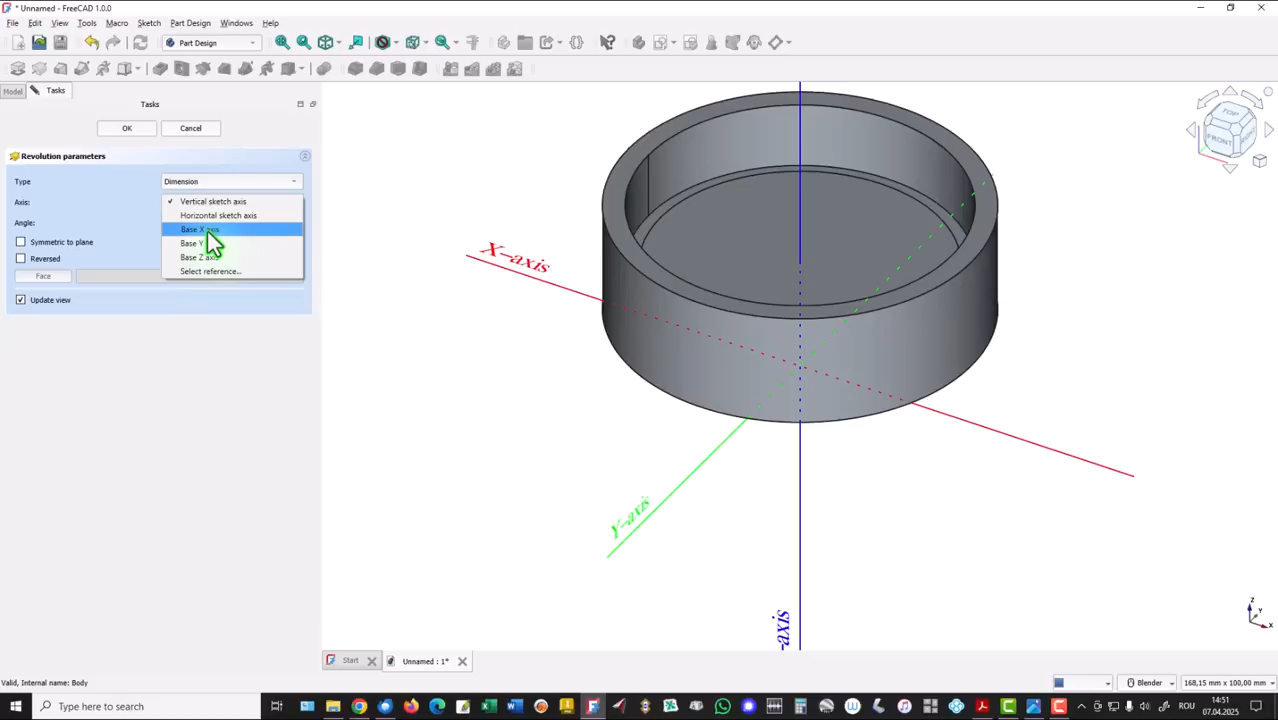 * Unnamed - FreeCAD 1.0.0
File Edit View Tools Macro Sketch Part Design Windows Help
Part Design
Model Tasks
Tasks
OK Cancel
Revolution parameters
Type Dimension
Axis: Vertical sketch axis
Horizontal sketch axis
Angle: Base X axis
Symmetric to plane Base Y
Reversed Base Z axis
Face Select reference...
Update view
X-axis
Y-axis
-axis
TOP
FRONT
RIGHT
Z
Y
X
Start Unnamed : 1*
Valid, Internal name: Body Blender 168,15 mm x 100,00 mm
Type here to search ROU 14:51
07.04.2025